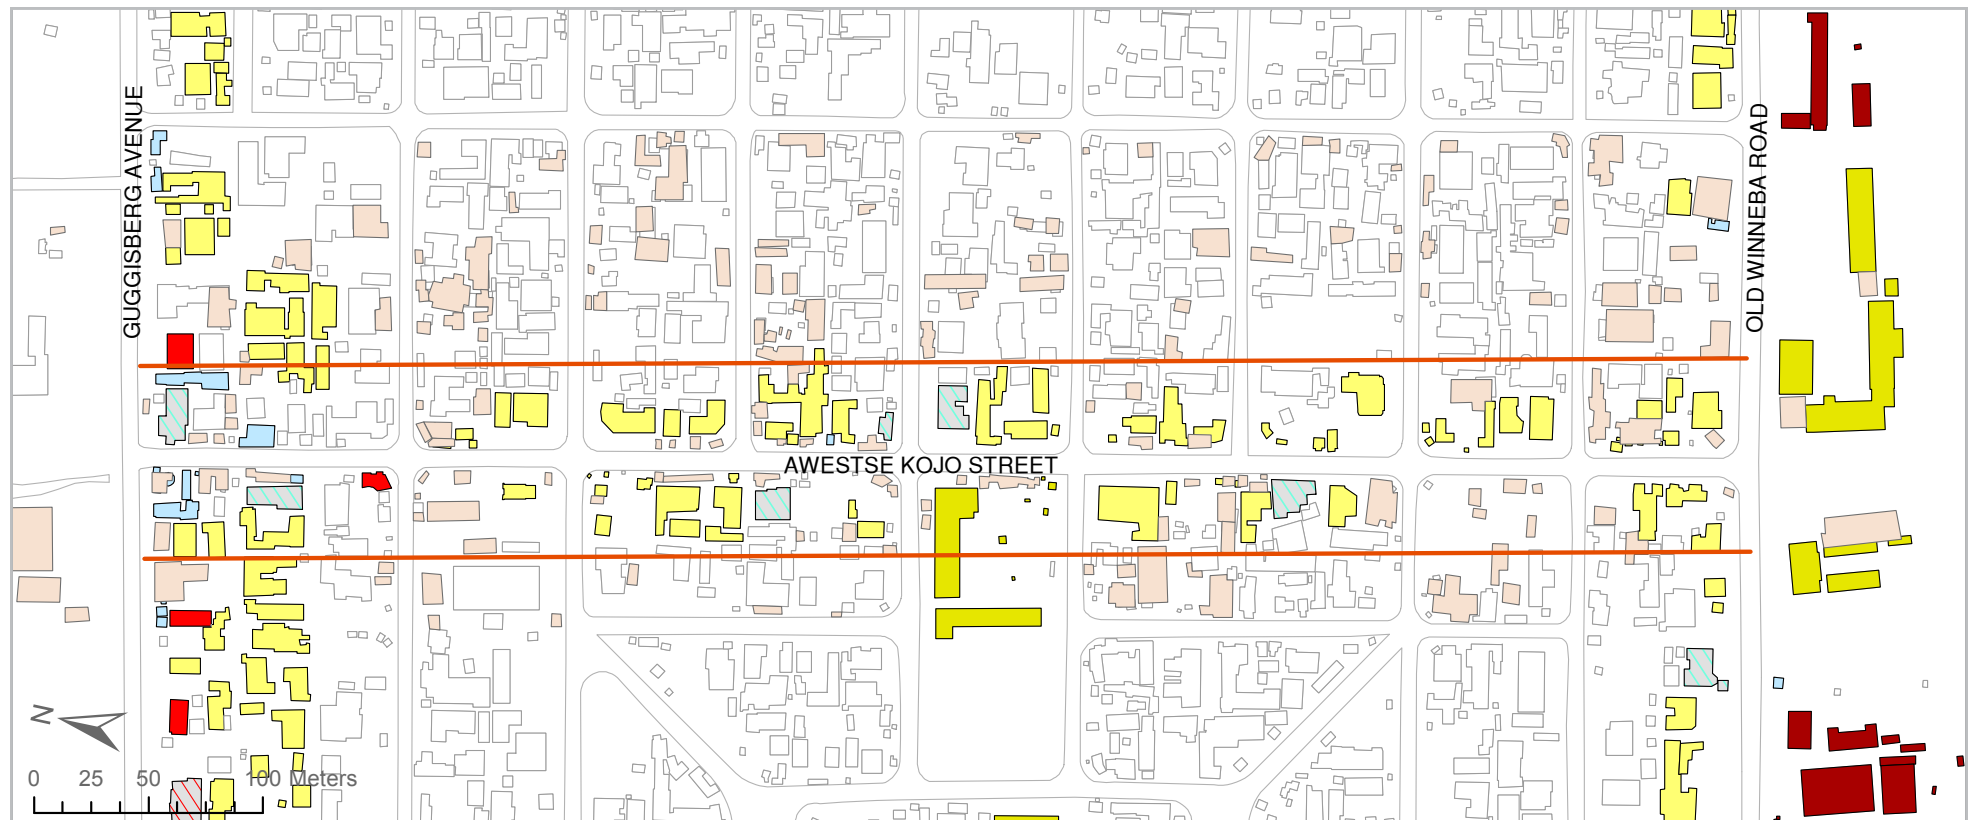 GUGGISBERG AVENUE
OLD WINNEBA ROAD
AWESTSE KOJO STREET
N
0 25 50 100 Meters